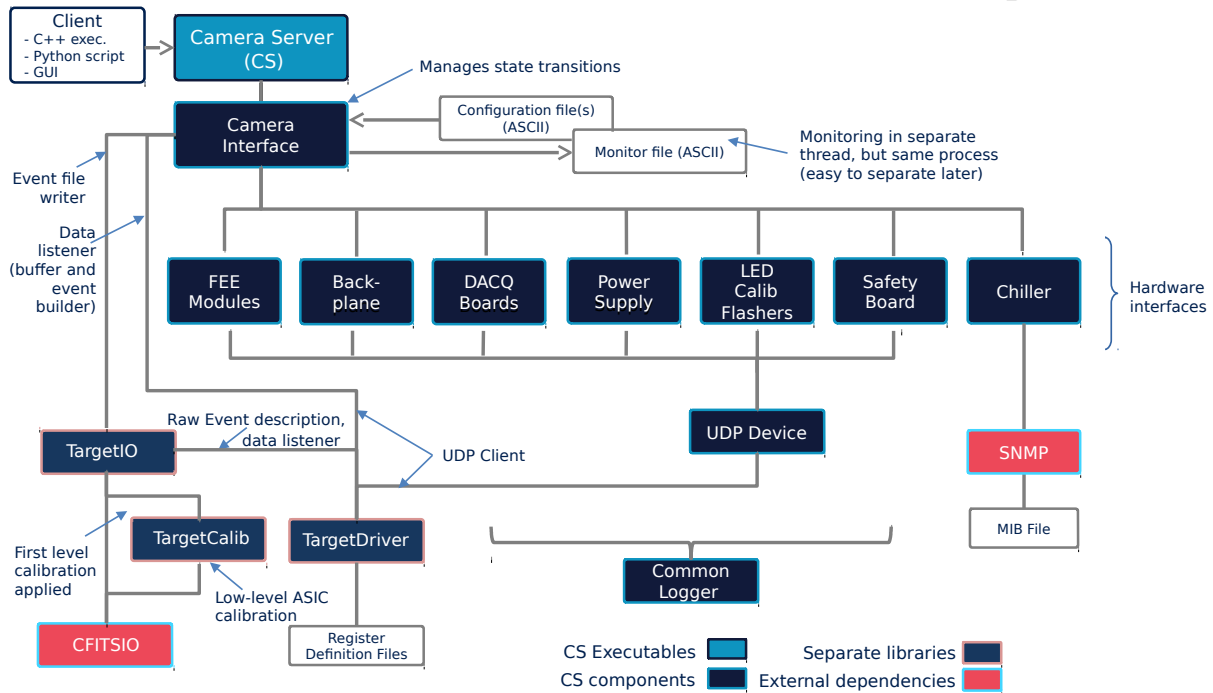 Client
- C++ exec.
- Python script
- GUI
Camera Server
(CS)
Manages state transitions
Configuration file(s)
(ASCII)
Camera
Interface
Monitor file (ASCII)
Monitoring in separate
thread, but same process
(easy to separate later)
Event file
writer
Data
listener
(buffer and
event
builder)
FEE
Modules
Back-
plane
DACQ
Boards
Power
Supply
LED
Calib
Flashers
Safety
Board
Chiller
Hardware
interfaces
Raw Event description,
data listener
TargetIO
UDP Client
UDP Device
SNMP
TargetCalib
TargetDriver
MIB File
First level
calibration
applied
Low-level ASIC
calibration
Common
Logger
CFITSIO
Register
Definition Files
CS Executables
Separate libraries
CS components
External dependencies